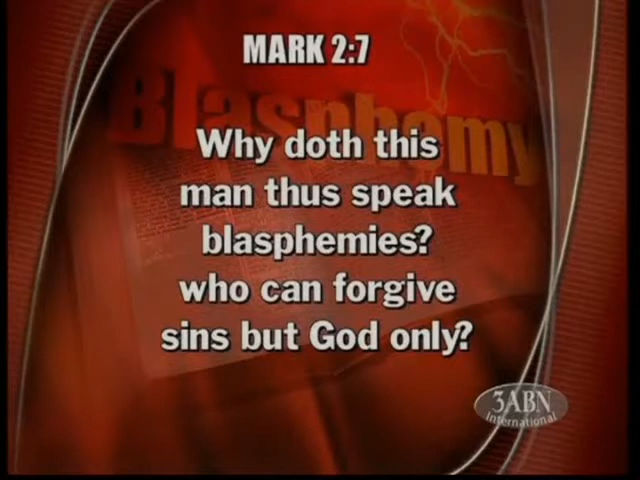 MARK 2:7
Blasphemy
Why doth this
man thus speak
blasphemies?
who can forgive
sins but God only?
3ABN
International